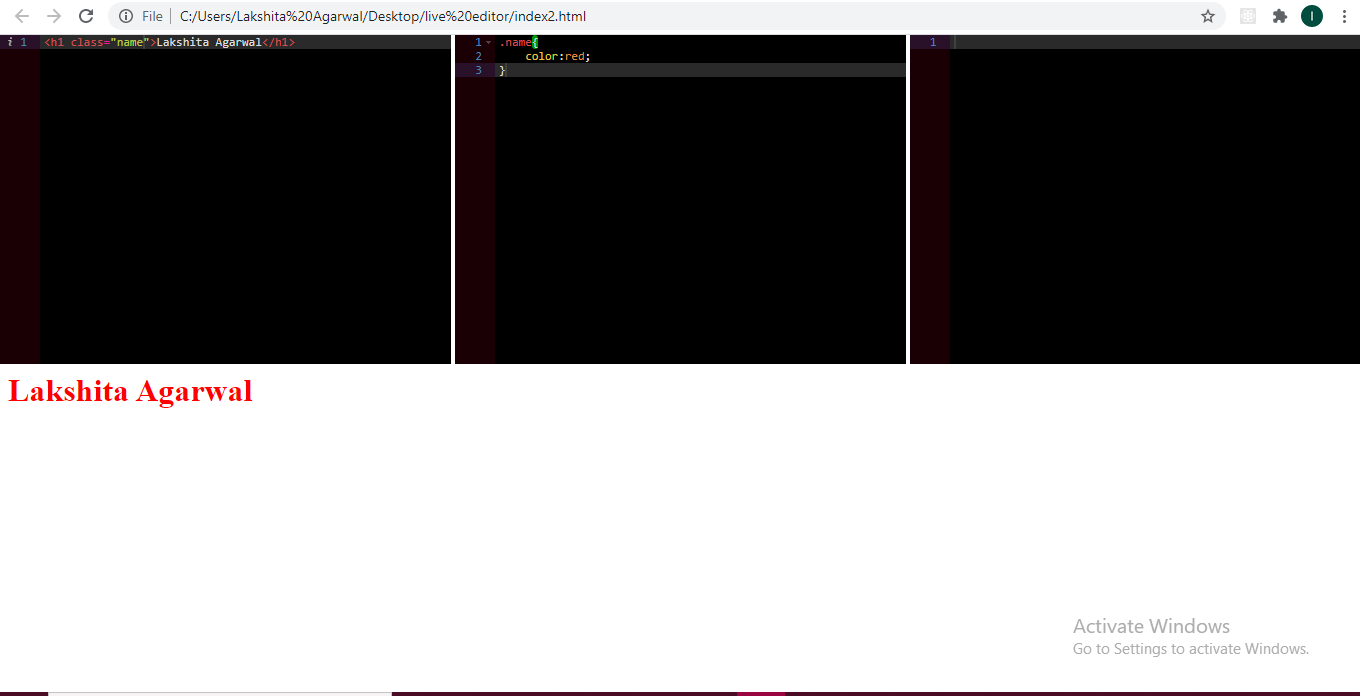 File | C:/Users/Lakshita%20Agarwal/Desktop/live%20editor/index2.html
I
i 1 <h1 class="name">Lakshita Agarwal</h1>
1 .name{
2 color:red;
3 }
1
Lakshita Agarwal
Activate Windows
Go to Settings to activate Windows.